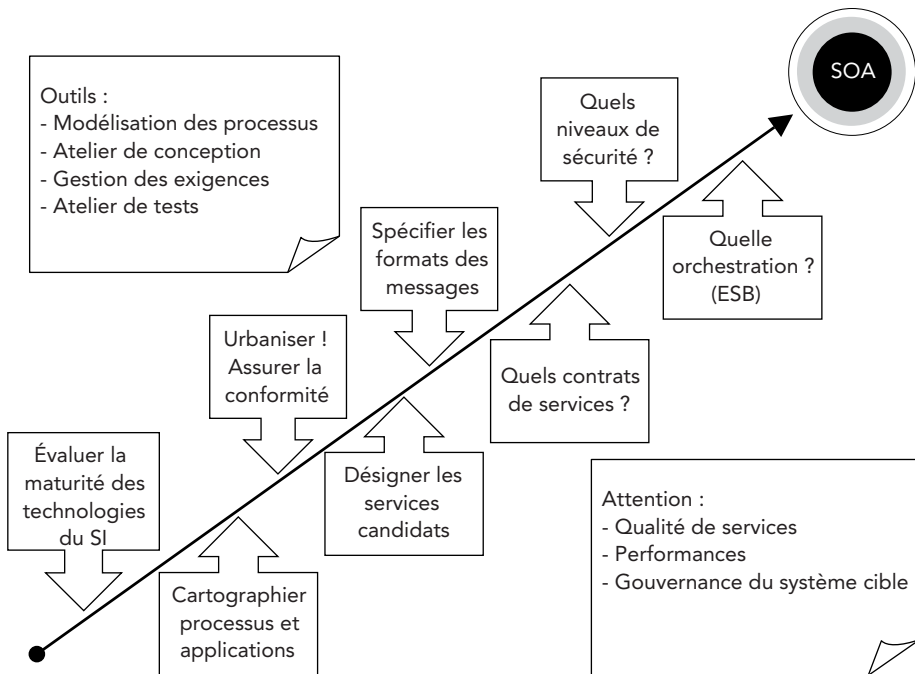 SOA
Outils :
- Modélisation des processus
- Atelier de conception
- Gestion des exigences
- Atelier de tests
Quels
niveaux de
sécurité ?
Spécifier les
formats des
messages
Quelle
orchestration ?
(ESB)
Urbaniser !
Assurer la
conformité
Quels contrats
de services ?
Évaluer la
maturité des
technologies
du SI
Désigner les
services
candidats
Attention :
- Qualité de services
- Performances
- Gouvernance du système cible
Cartographier
processus et
applications